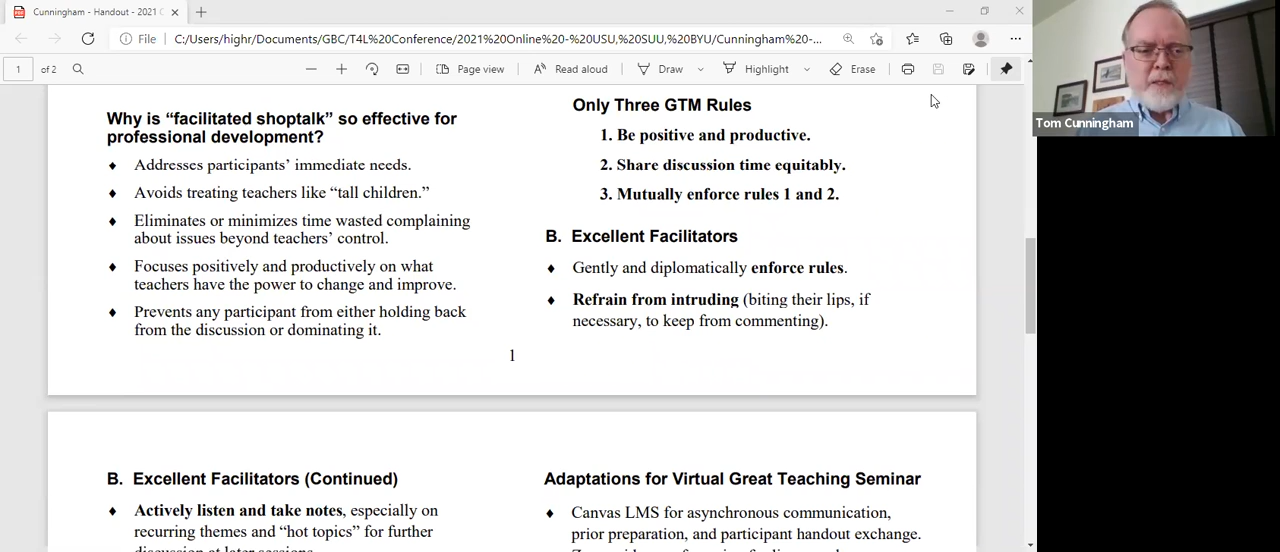 Cunningham - Handout - 2021 C
File
C:/Users/highr/Documents/GBC/T4L%20Conference/2021%20Online%20-%20USU,%20SUU,%20BYU/Cunningham%20-...
1 of 2
Page view
Read aloud
Draw
Highlight
Erase
Tom Cunningham
Why is “facilitated shoptalk” so effective for
professional development?
♦ Addresses participants’ immediate needs.
♦ Avoids treating teachers like “tall children.”
♦ Eliminates or minimizes time wasted complaining
about issues beyond teachers’ control.
♦ Focuses positively and productively on what
teachers have the power to change and improve.
♦ Prevents any participant from either holding back
from the discussion or dominating it.
Only Three GTM Rules
1. Be positive and productive.
2. Share discussion time equitably.
3. Mutually enforce rules 1 and 2.
B. Excellent Facilitators
♦ Gently and diplomatically enforce rules.
♦ Refrain from intruding (biting their lips, if
necessary, to keep from commenting).
1
B. Excellent Facilitators (Continued)
♦ Actively listen and take notes, especially on
recurring themes and “hot topics” for further
discussion at later sessions.
Adaptations for Virtual Great Teaching Seminar
♦ Canvas LMS for asynchronous communication,
prior preparation, and participant handout exchange.